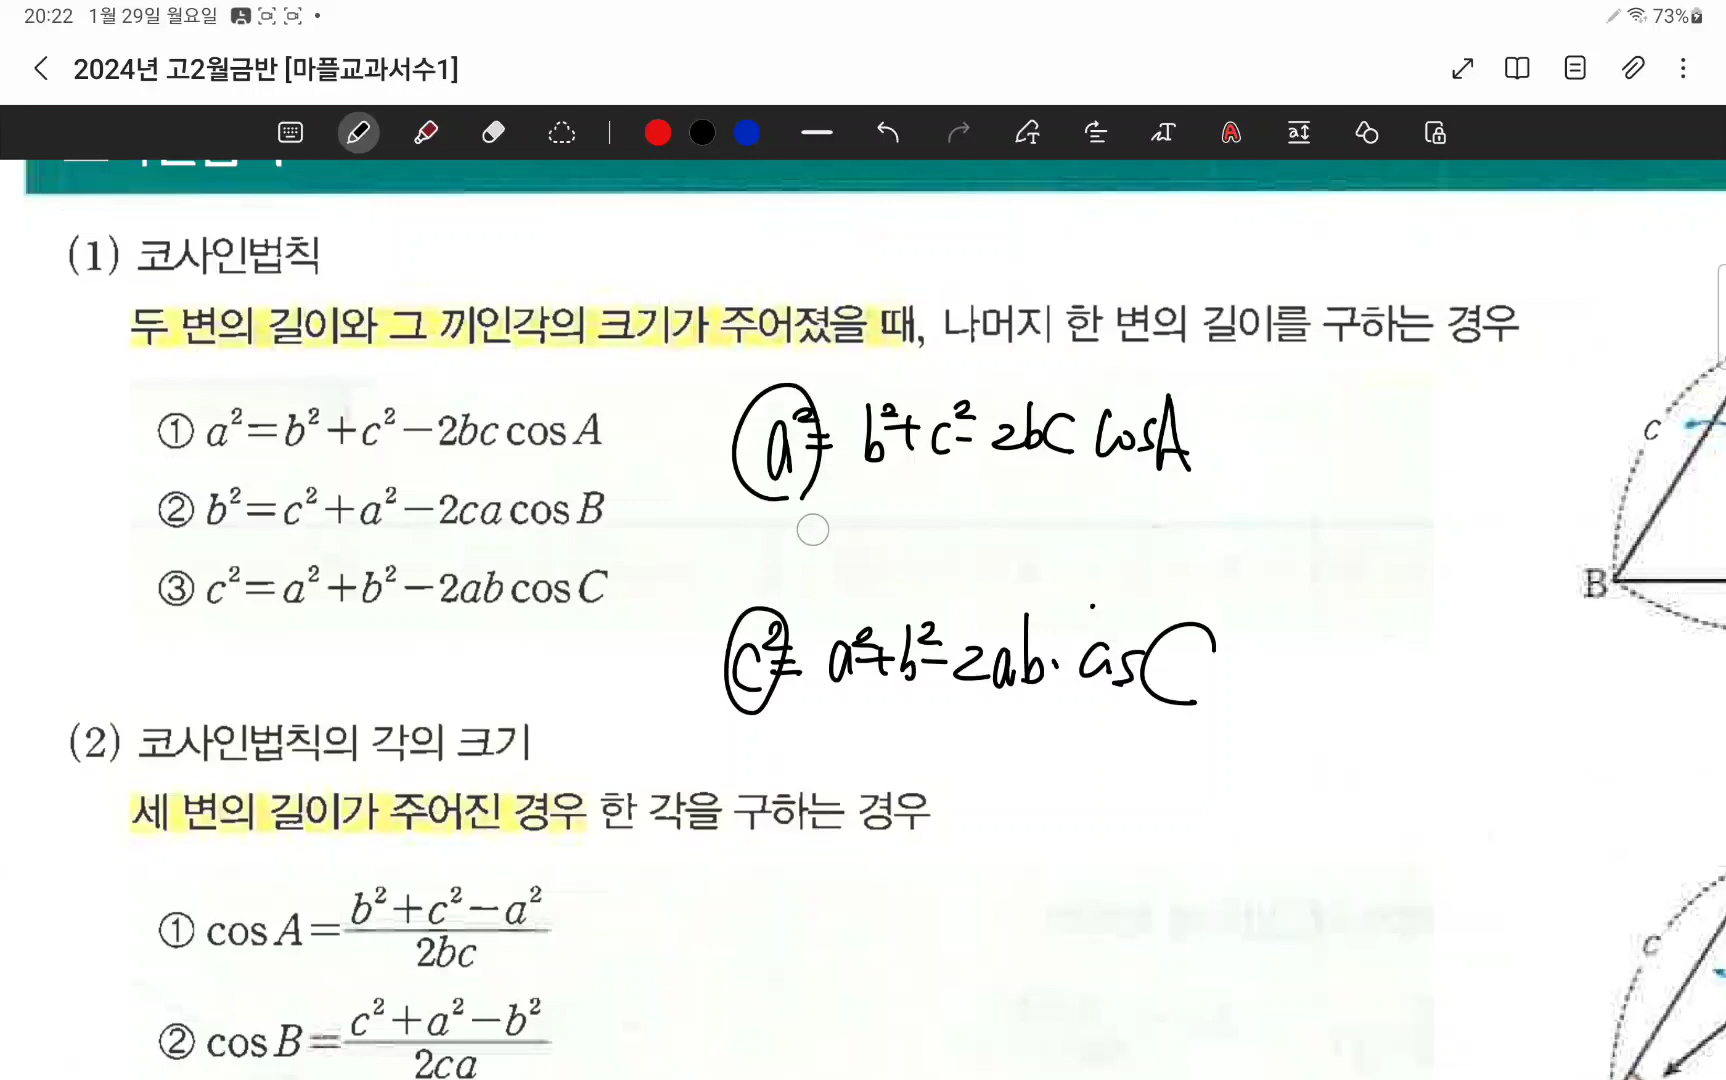 20:22 1월 29일 월요일 73%
2024년 고2월금반 [마플교과서수1]
(1) 코사인법칙
두 변의 길이와 그 끼인각의 크기가 주어졌을 때, 나머지 한 변의 길이를 구하는 경우
① a²=b²+c²−2bc cos A
a²= b²+c²-2bc cosA
② b²=c²+a²−2ca cos B
③ c²=a²+b²−2ab cos C
c²= a²+b²-2ab· cosC
c
B
(2) 코사인법칙의 각의 크기
세 변의 길이가 주어진 경우 한 각을 구하는 경우
① cos A=\frac{b²+c²−a²}{2bc}
② cos B=\frac{c²+a²−b²}{2ca}
c